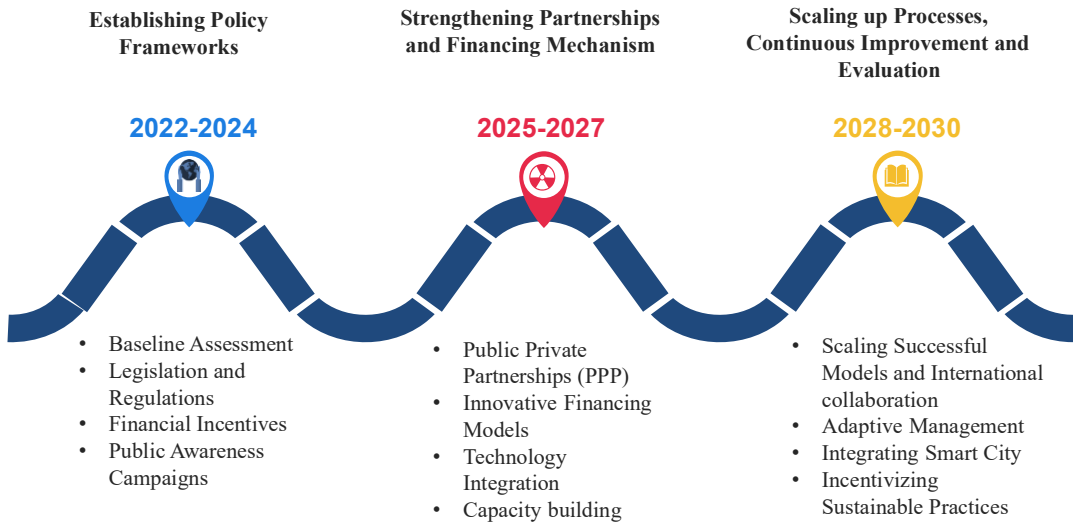 Establishing Policy
Frameworks
2022-2024
• Baseline Assessment
• Legislation and
Regulations
• Financial Incentives
• Public Awareness
Campaigns
Strengthening Partnerships
and Financing Mechanism
2025-2027
• Public Private
Partnerships (PPP)
• Innovative Financing
Models
• Technology
Integration
• Capacity building
Scaling up Processes,
Continuous Improvement and
Evaluation
2028-2030
• Scaling Successful
Models and International
collaboration
• Adaptive Management
• Integrating Smart City
• Incentivizing
Sustainable Practices